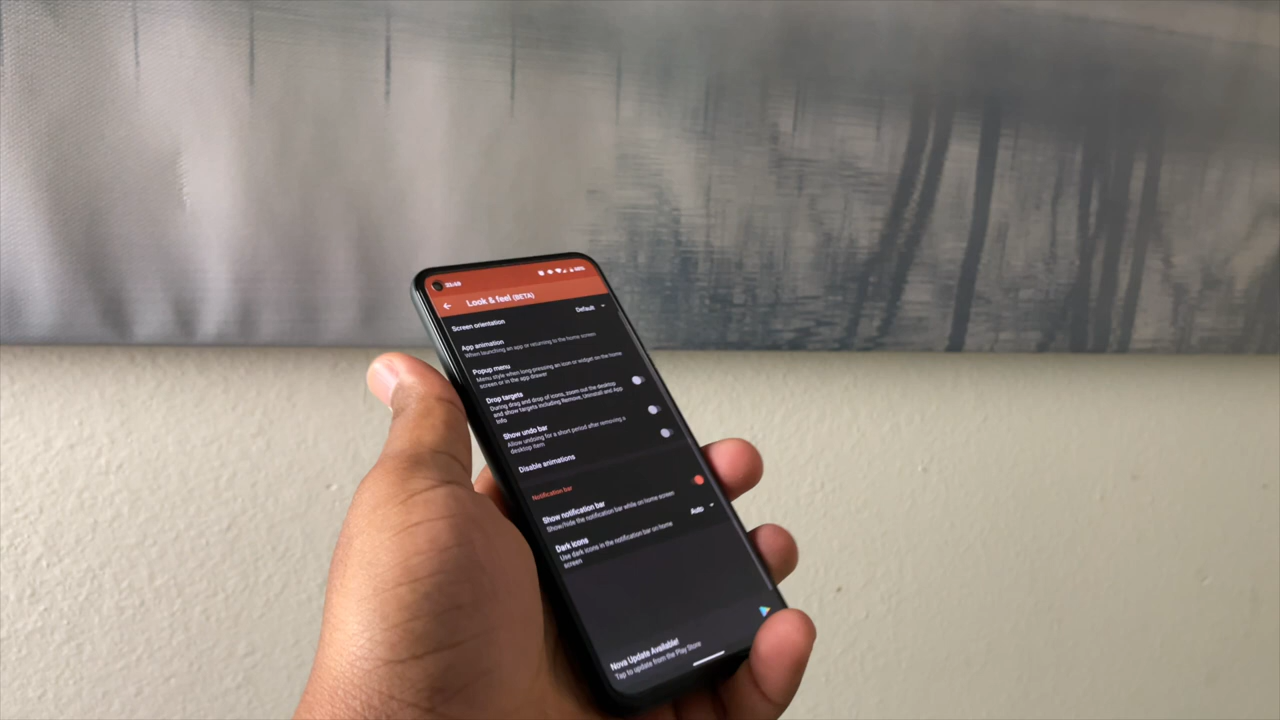 Look & feel (BETA)
Screen orientation
Default
App animation
When launching an app or returning to the home screen
Popup menu
Menu style when long-pressing an icon or widget on the home
screen or in the app drawer
Drop targets
During drag and drop of icons, zoom out the desktop
and show targets including Remove, Uninstall and App
Info
Show undo bar
Allow undoing for a short period after removing a
desktop item
Disable animations
Notification bar
Show notification bar
Show/hide the notification bar while on home screen
Auto
Dark icons
Use dark icons in the notification bar on home
screen
Nova Update Available!
Tap to update from the Play Store